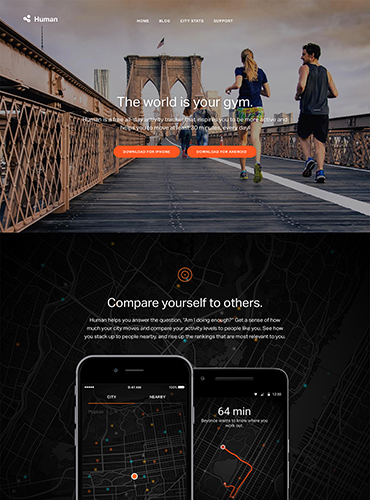 Human
HOME BLOG CITY STATS SUPPORT
The world is your gym.
Human is a free all-day activity tracker that inspires you to be more active and
helps you to move at least 30 minutes, every day!
DOWNLOAD FOR IPHONE DOWNLOAD FOR ANDROID
Compare yourself to others.
Human helps you answer the question, "Am I doing enough?" Get a sense of how
much your city moves and compare your activity levels to people like you. See how
you stack up to people nearby, and rise up the rankings that are most relevant to you.
9:41 AM
CITY NEARBY
12:30
64 min
Beyonce wants to know where you
work out.